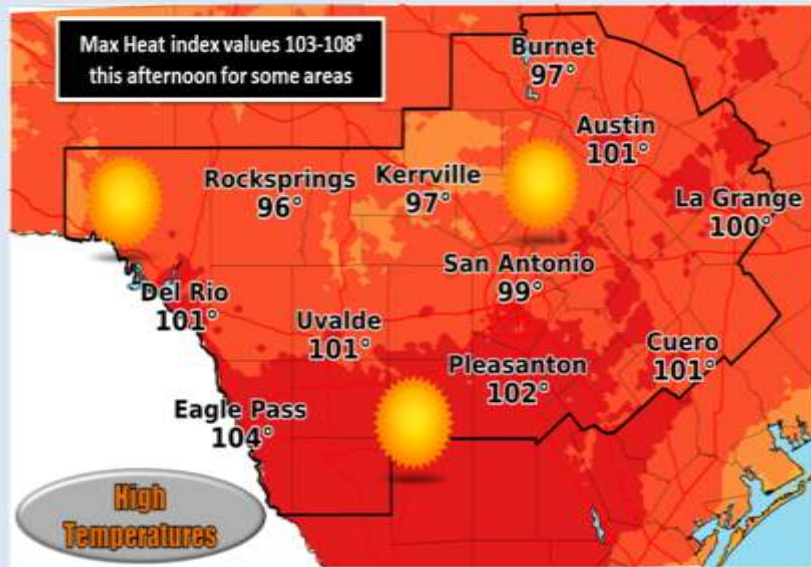 Max Heat index values 103-108°
this afternoon for some areas
Burnet
97°
Austin
101°
Rocksprings
96°
Kerrville
97°
La Grange
100°
San Antonio
99°
Del Rio
101°
Uvalde
101°
Cuero
101°
Pleasanton
102°
Eagle Pass
104°
High
Temperatures